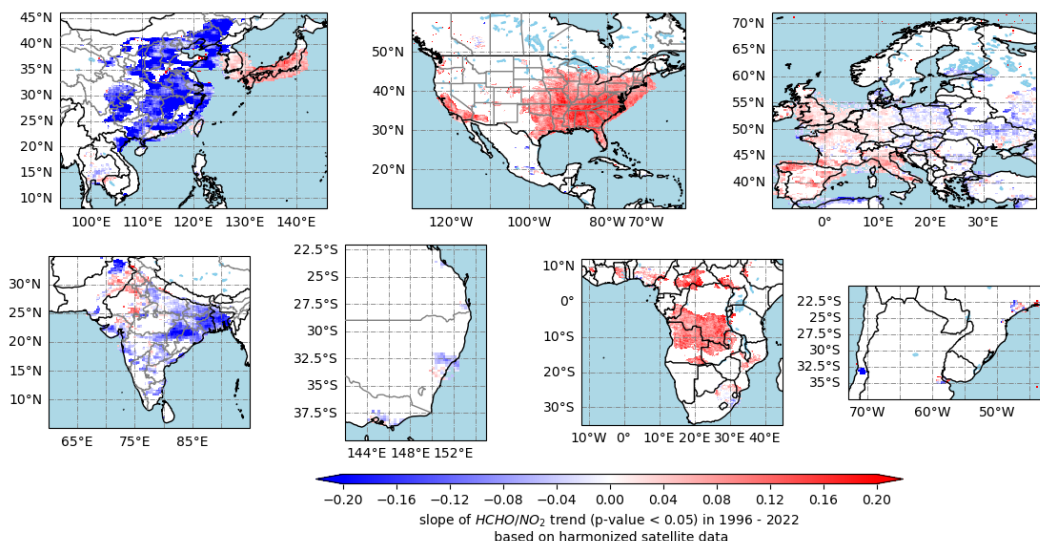 45°N
40°N
35°N
30°N
25°N
20°N
15°N
10°N
100°E 110°E 120°E 130°E 140°E
50°N
40°N
30°N
20°N
120°W 100°W 80°W 70°W
70°N
65°N
60°N
55°N
50°N
45°N
40°N
0° 10°E 20°E 30°E
30°N
25°N
20°N
15°N
10°N
65°E 75°E 85°E
22.5°S
25°S
27.5°S
30°S
32.5°S
35°S
37.5°S
144°E 148°E 152°E
10°N
0°
10°S
20°S
30°S
10°W 0° 10°E 20°E 30°E 40°E
22.5°S
25°S
27.5°S
30°S
32.5°S
35°S
70°W 60°W 50°W
−0.20 −0.16 −0.12 −0.08 −0.04 0.00 0.04 0.08 0.12 0.16 0.20
slope of HCHO/NO₂ trend (p-value < 0.05) in 1996 - 2022
based on harmonized satellite data